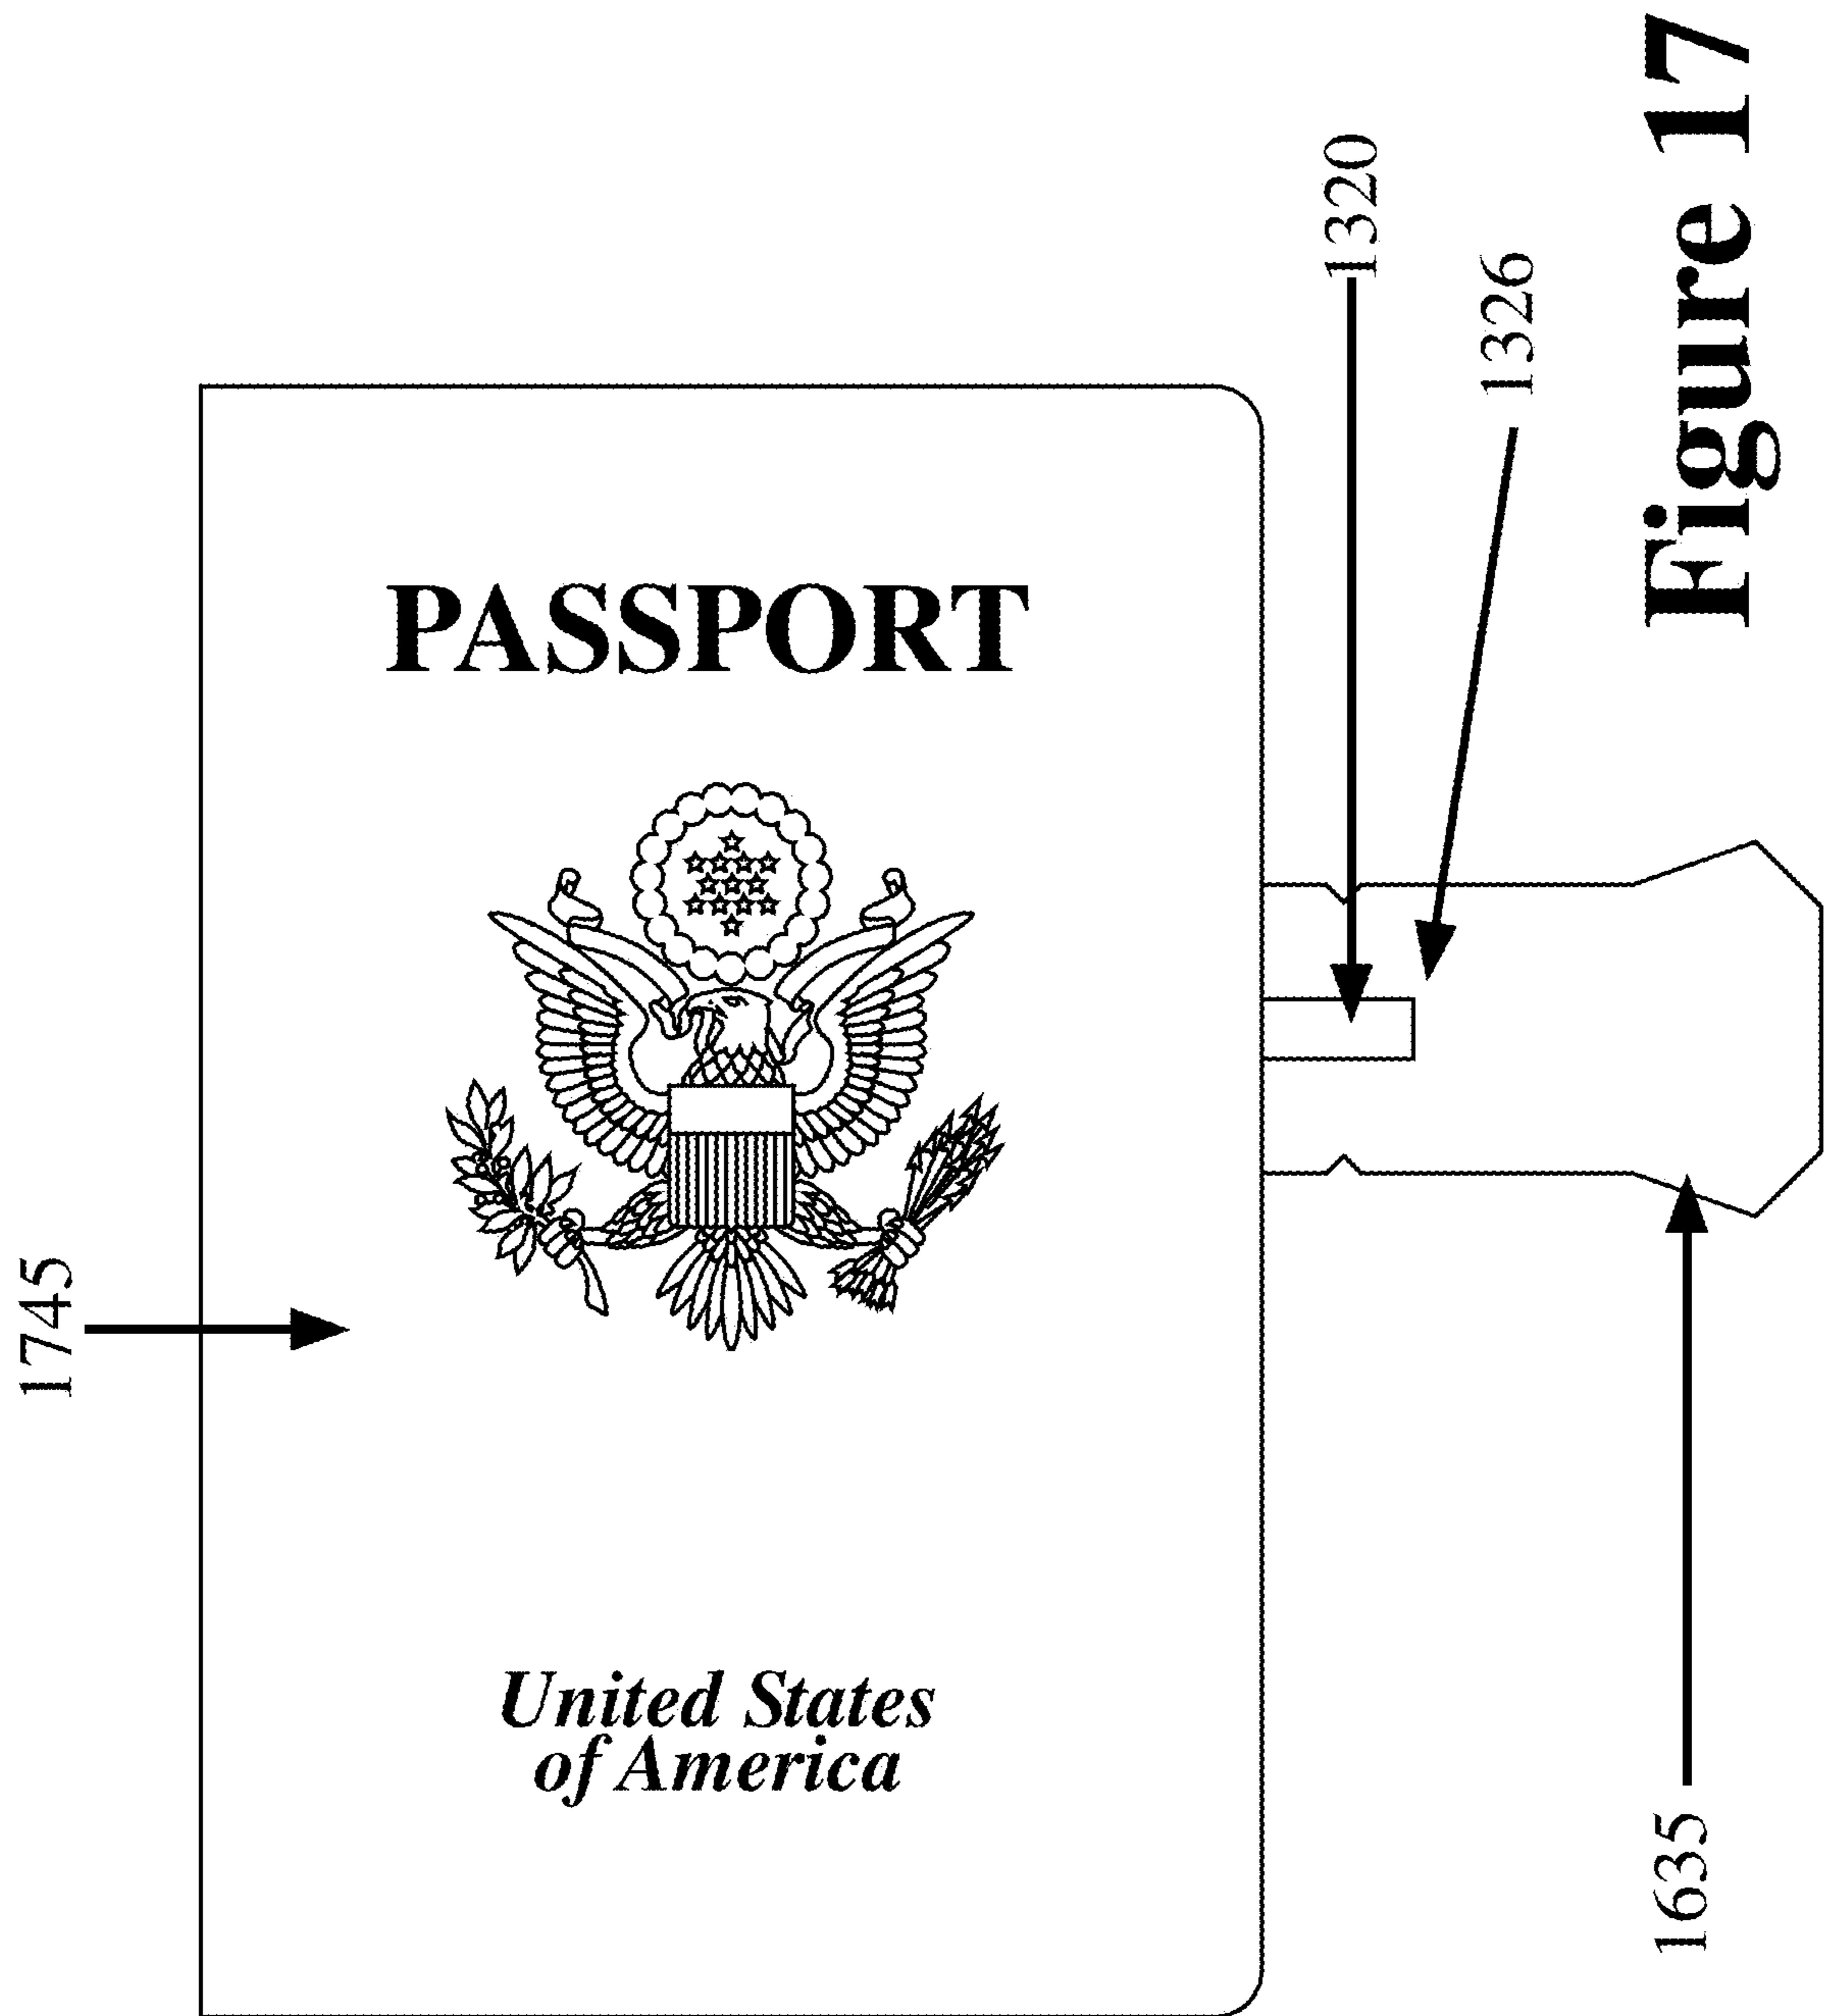 PASSPORT
United States
of America
1745
1320
1326
1635
Figure 17